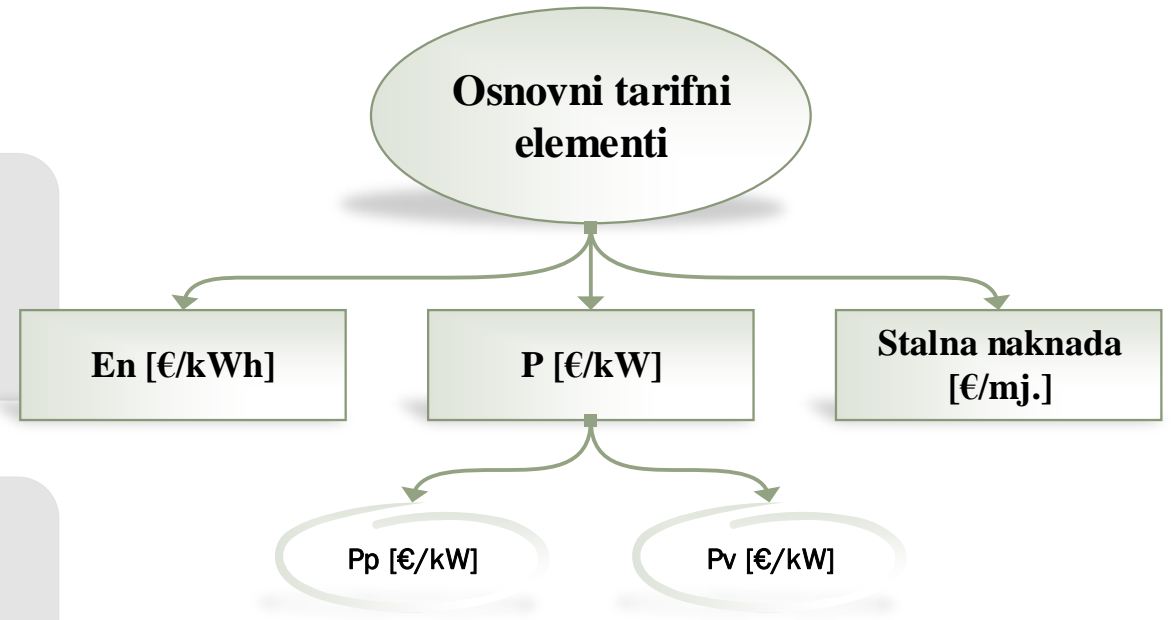 Osnovni tarifni
elementi
En [€/kWh]
P [€/kW]
Stalna naknada
[€/mj.]
Pp [€/kW]
Pv [€/kW]